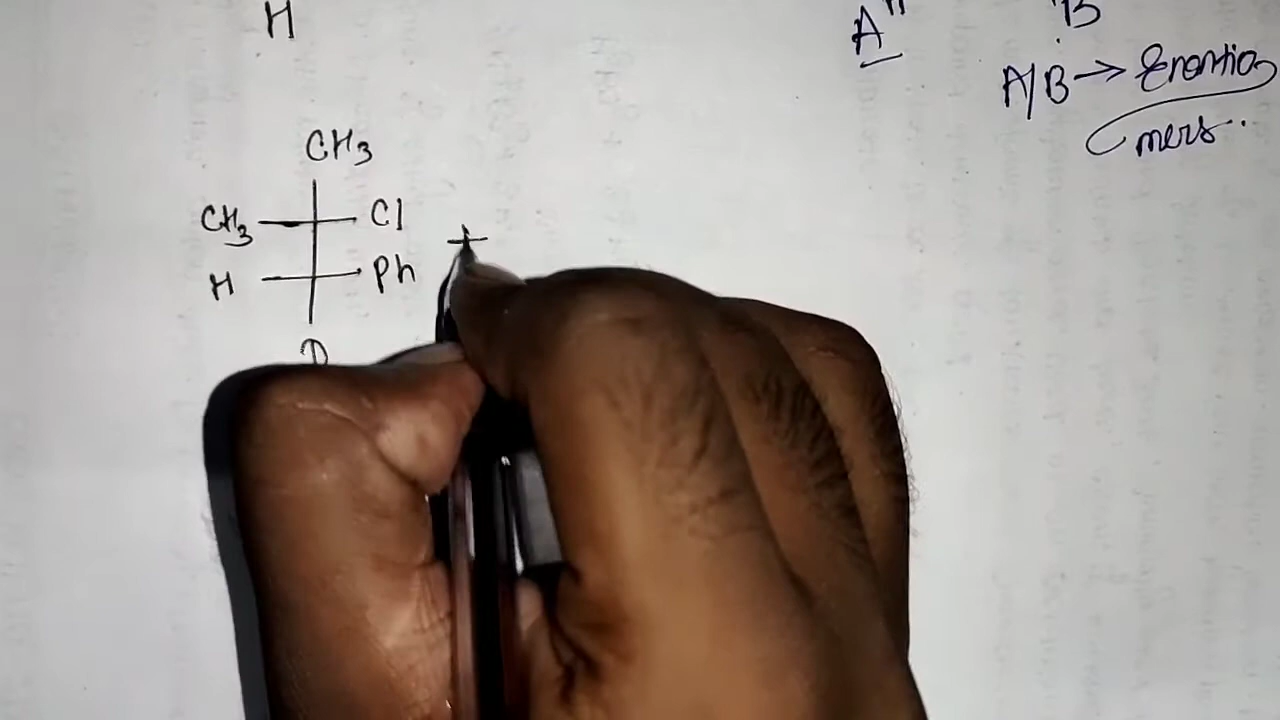 H
A"
B
A/B → Enantio
mers.
CH3
CH3 Cl
H Ph
D
+